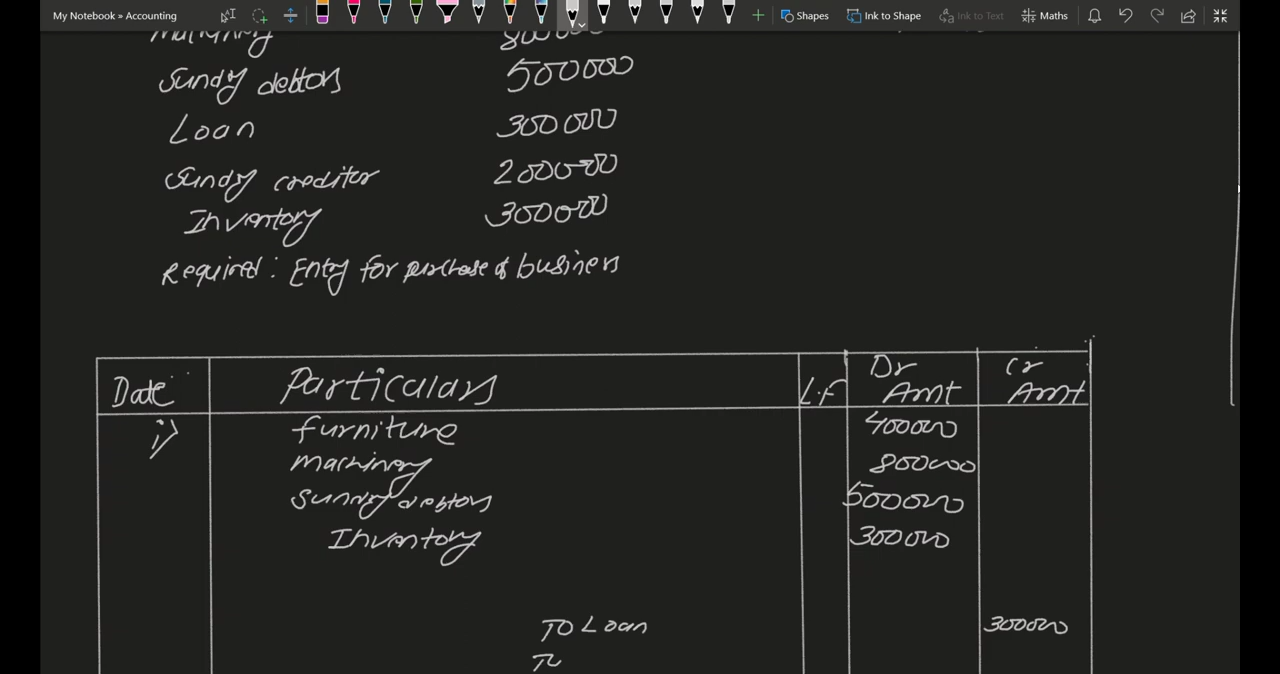 My Notebook » Accounting
Shapes Ink to Shape Ink to Text Maths
800000
Sundry debtors 500000
Loan 300000
Sundry creditor 200000
Inventory 300000
Required: Entry for purchase of business
Date Particulars L.F Dr Amt Cr Amt
i) furniture 400000
machinery 800000
Sundry debtors 500000
Inventory 300000
TO Loan 300000